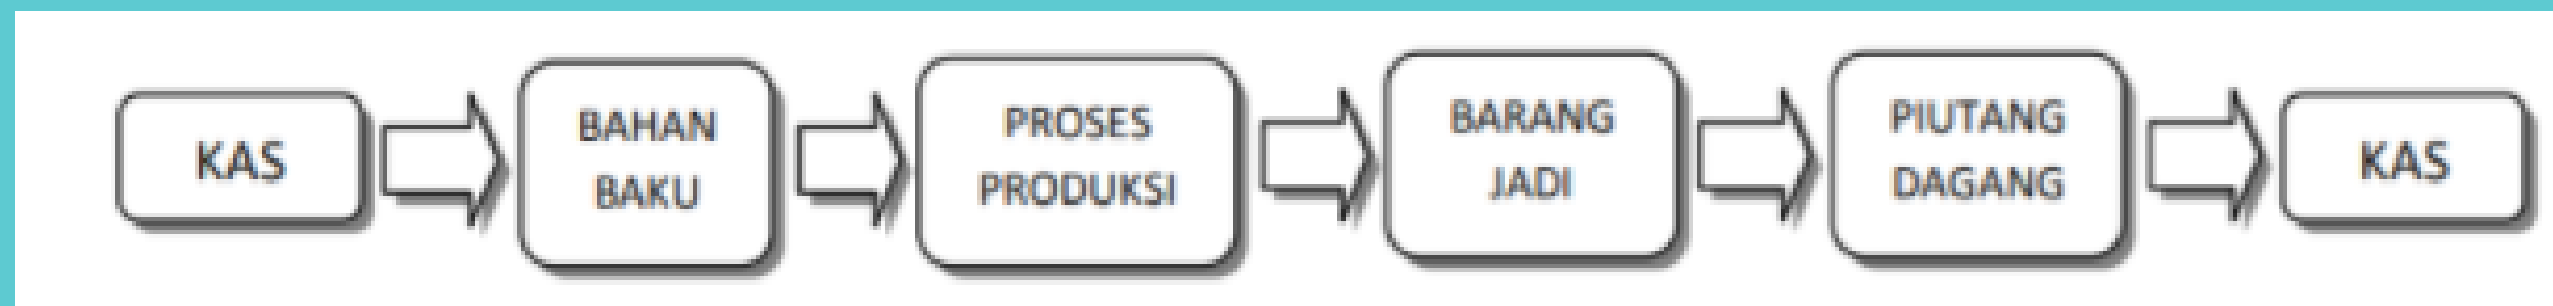 KAS
BAHAN
BAKU
PROSES
PRODUKSI
BARANG
JADI
PIUTANG
DAGANG
KAS